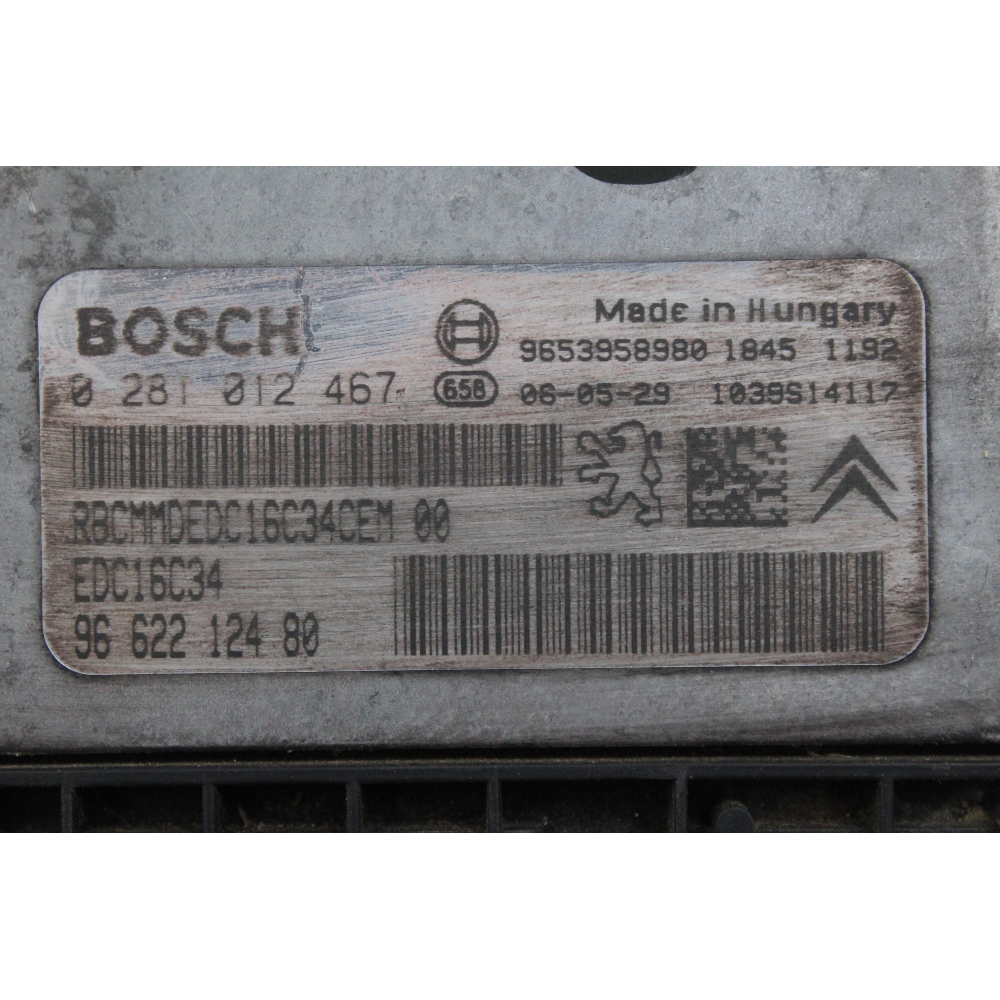 BOSCH
Made in Hungary
9653958980 1845 1192
0 281 012 467 658 06-05-29 1039S14117
RBCMMDEDC16C34CEM 00
EDC16C34
96 622 124 80